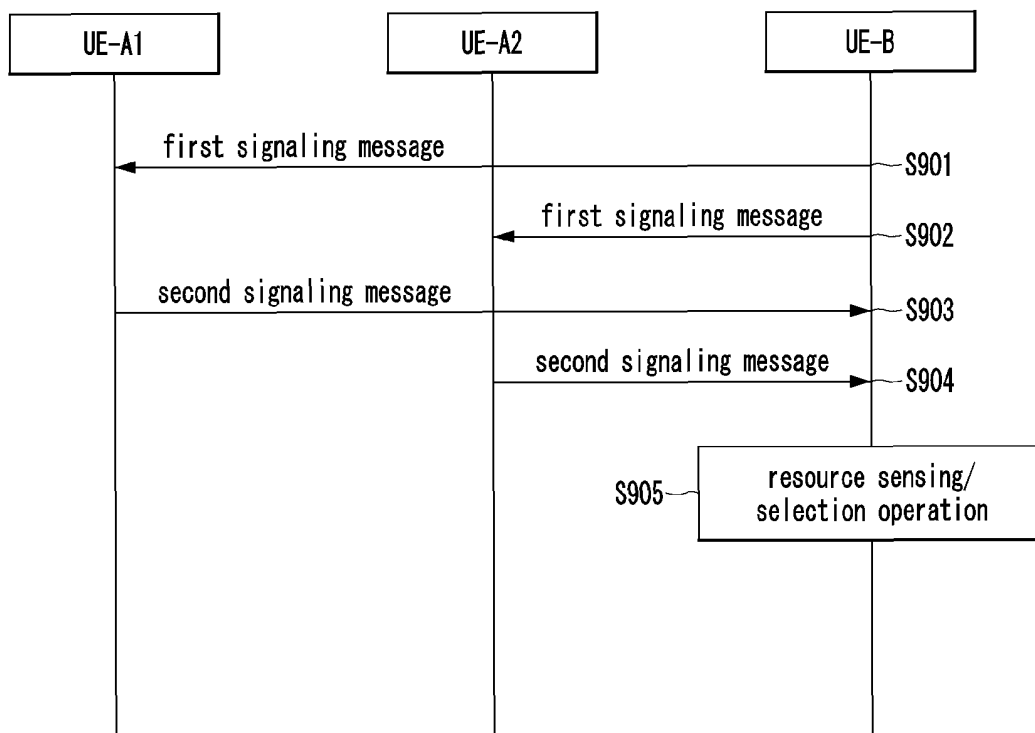 UE-A1
UE-A2
UE-B
first signaling message
S901
first signaling message
S902
second signaling message
S903
second signaling message
S904
S905
resource sensing/
selection operation